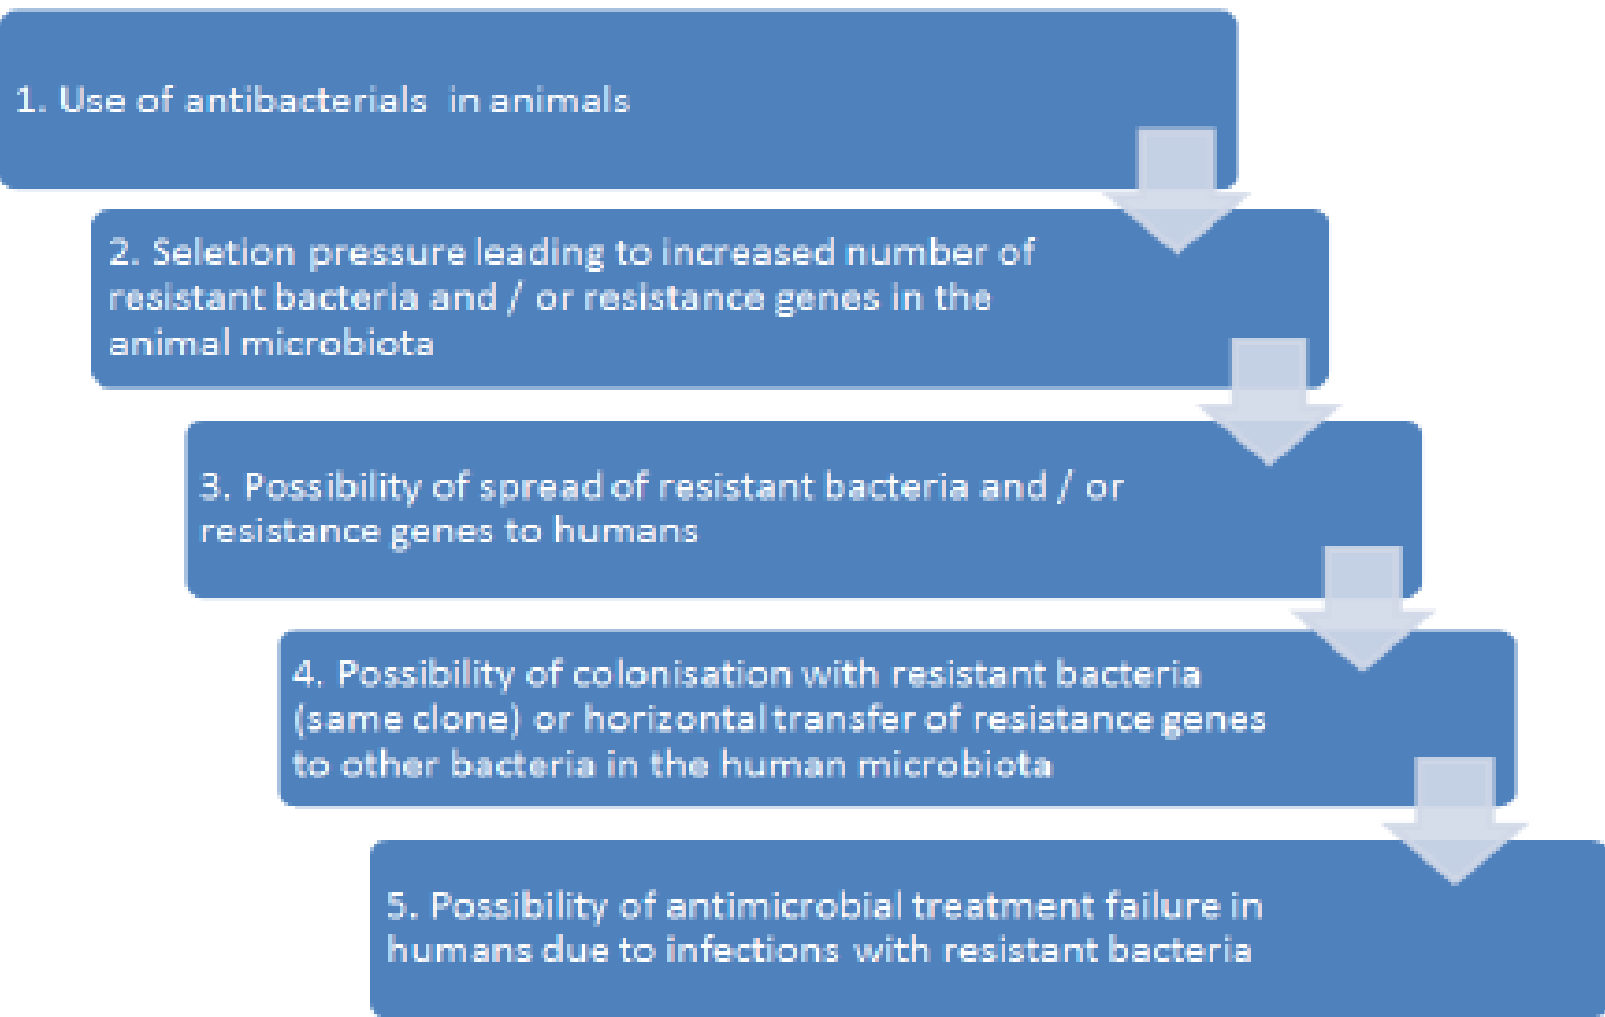 1. Use of antibacterials in animals
2. Seletion pressure leading to increased number of
resistant bacteria and / or resistance genes in the
animal microbiota
3. Possibility of spread of resistant bacteria and / or
resistance genes to humans
4. Possibility of colonisation with resistant bacteria
(same clone) or horizontal transfer of resistance genes
to other bacteria in the human microbiota
5. Possibility of antimicrobial treatment failure in
humans due to infections with resistant bacteria